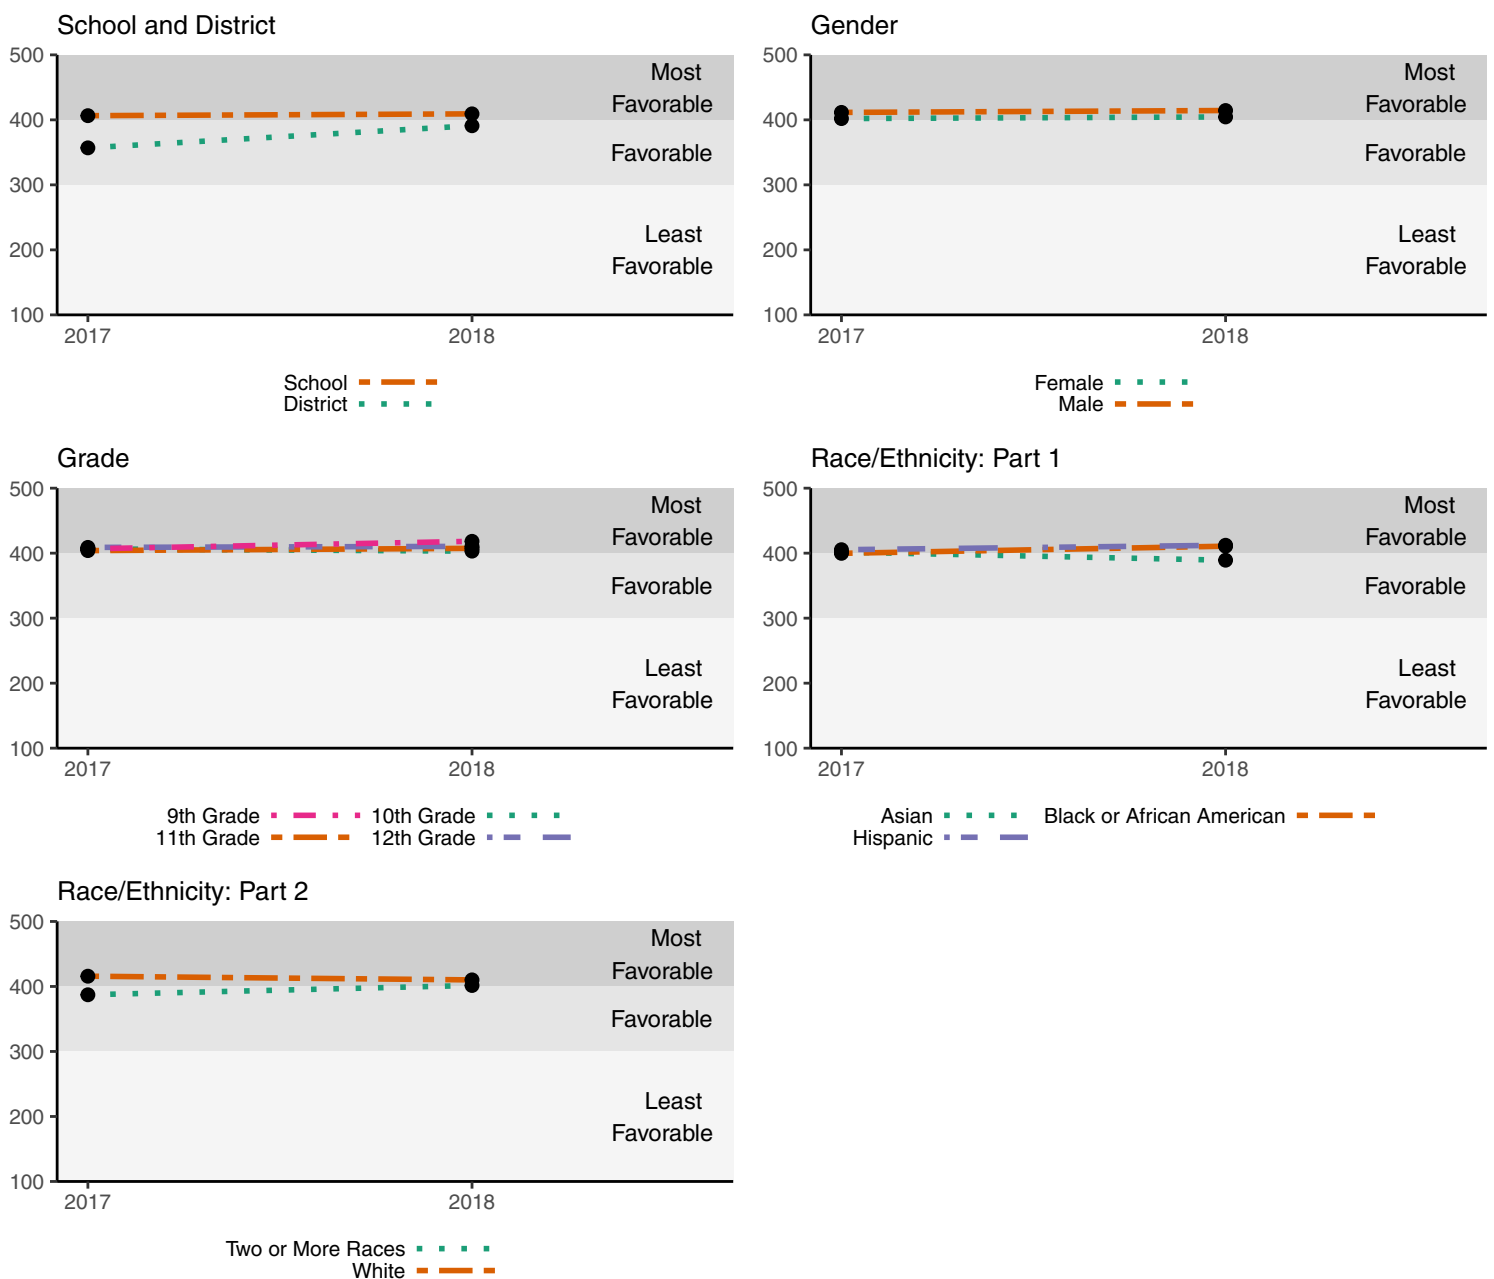 School and District
500
400
300
200
100
Most
Favorable
Favorable
Least
Favorable
2017 2018
School
District
Gender
500
400
300
200
100
Most
Favorable
Favorable
Least
Favorable
2017 2018
Female
Male
Grade
500
400
300
200
100
Most
Favorable
Favorable
Least
Favorable
2017 2018
9th Grade 10th Grade
11th Grade 12th Grade
Race/Ethnicity: Part 1
500
400
300
200
100
Most
Favorable
Favorable
Least
Favorable
2017 2018
Asian Black or African American
Hispanic
Race/Ethnicity: Part 2
500
400
300
200
100
Most
Favorable
Favorable
Least
Favorable
2017 2018
Two or More Races
White